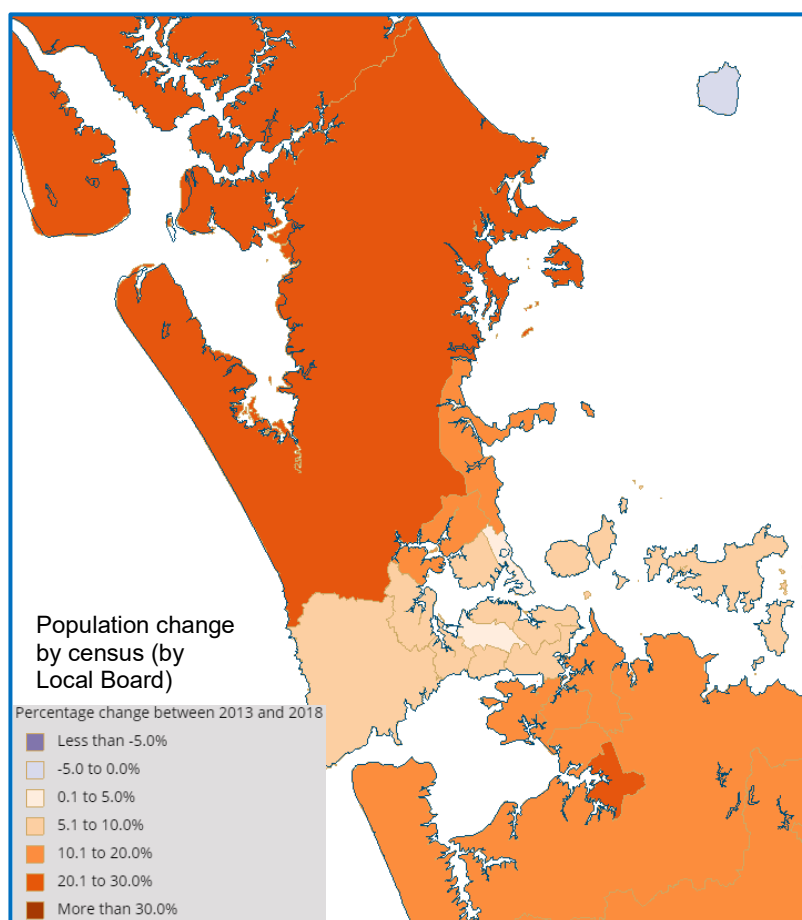 Population change
by census (by
Local Board)
Percentage change between 2013 and 2018
Less than -5.0%
-5.0 to 0.0%
0.1 to 5.0%
5.1 to 10.0%
10.1 to 20.0%
20.1 to 30.0%
More than 30.0%